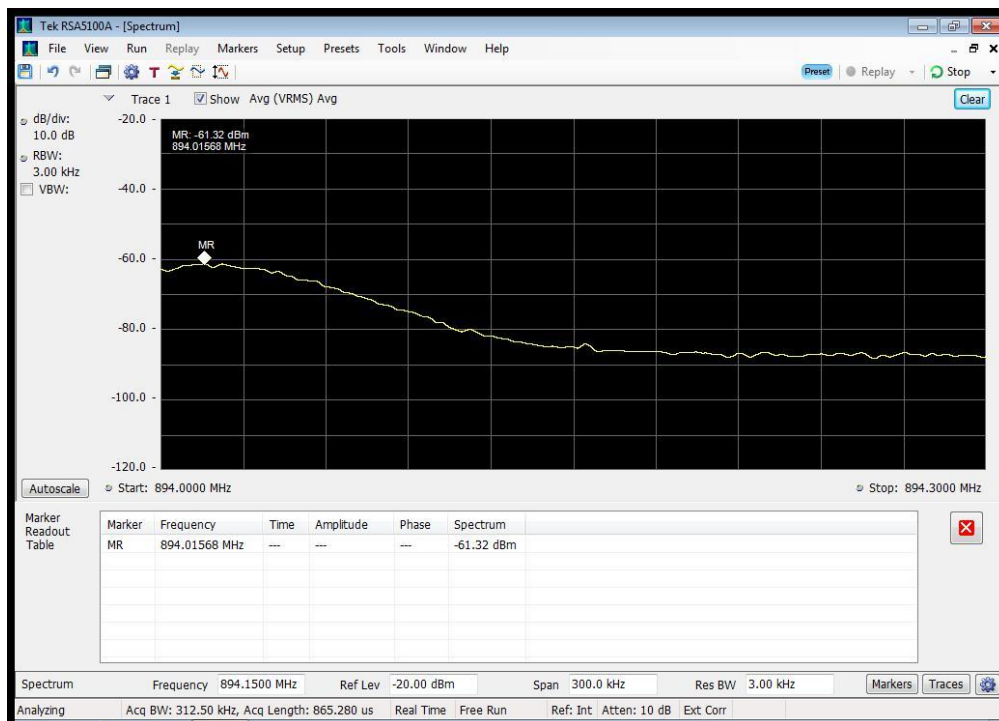 Tek RSA5100A - [Spectrum]
File View Run Replay Markers Setup Presets Tools Window Help
Preset Replay Stop
Trace 1 Show Avg (VRMS) Avg Clear
dB/div:
10.0 dB
RBW:
3.00 kHz
VBW:
-20.0
-40.0
-60.0
-80.0
-100.0
-120.0
MR: -61.32 dBm
894.01568 MHz
MR
Autoscale Start: 894.0000 MHz Stop: 894.3000 MHz
Marker
Readout
Table
Marker Frequency Time Amplitude Phase Spectrum
MR 894.01568 MHz --- --- --- -61.32 dBm
Spectrum Frequency 894.1500 MHz Ref Lev -20.00 dBm Span 300.0 kHz Res BW 3.00 kHz Markers Traces
Analyzing Acq BW: 312.50 kHz, Acq Length: 865.280 us Real Time Free Run Ref: Int Atten: 10 dB Ext Corr